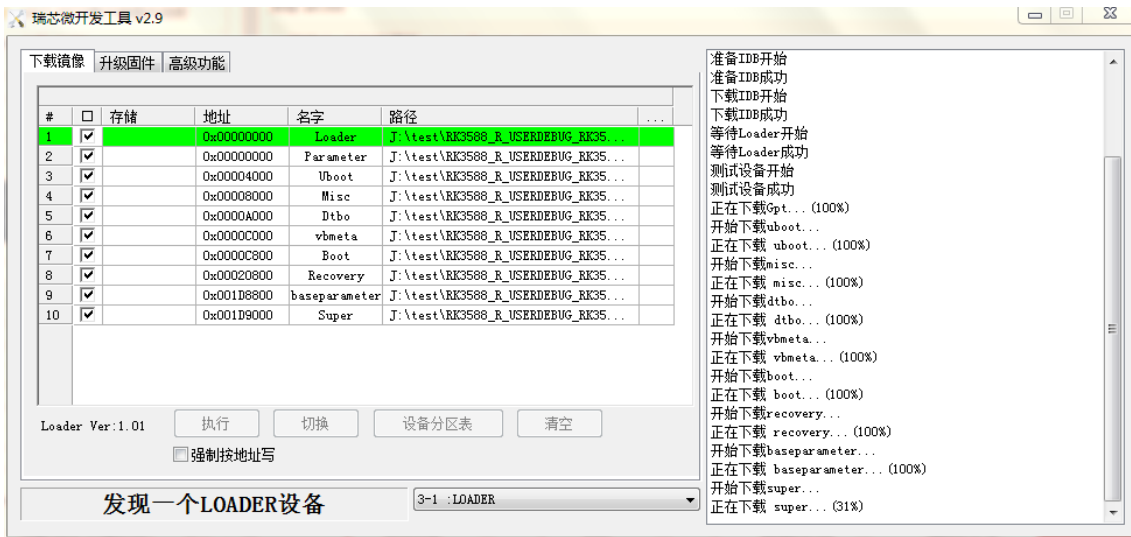 瑞芯微开发工具 v2.9
下载镜像 升级固件 高级功能
# 存储 地址 名字 路径 ...
1 0x00000000 Loader J:\test\RK3588_R_USERDEBUG_RK35...
2 0x00000000 Parameter J:\test\RK3588_R_USERDEBUG_RK35...
3 0x00004000 Uboot J:\test\RK3588_R_USERDEBUG_RK35...
4 0x00008000 Misc J:\test\RK3588_R_USERDEBUG_RK35...
5 0x0000A000 Dtbo J:\test\RK3588_R_USERDEBUG_RK35...
6 0x0000C000 vbmeta J:\test\RK3588_R_USERDEBUG_RK35...
7 0x0000C800 Boot J:\test\RK3588_R_USERDEBUG_RK35...
8 0x00020800 Recovery J:\test\RK3588_R_USERDEBUG_RK35...
9 0x001D8800 baseparameter J:\test\RK3588_R_USERDEBUG_RK35...
10 0x001D9000 Super J:\test\RK3588_R_USERDEBUG_RK35...
Loader Ver:1.01 执行 切换 设备分区表 清空
强制按地址写
发现一个LOADER设备 3-1 :LOADER
准备IDB开始
准备IDB成功
下载IDB开始
下载IDB成功
等待Loader开始
等待Loader成功
测试设备开始
测试设备成功
正在下载Gpt...(100%)
开始下载uboot...
正在下载 uboot...(100%)
开始下载misc...
正在下载 misc...(100%)
开始下载dtbo...
正在下载 dtbo...(100%)
开始下载vbmeta...
正在下载 vbmeta...(100%)
开始下载boot...
正在下载 boot...(100%)
开始下载recovery...
正在下载 recovery...(100%)
开始下载baseparameter...
正在下载 baseparameter...(100%)
开始下载super...
正在下载 super...(31%)